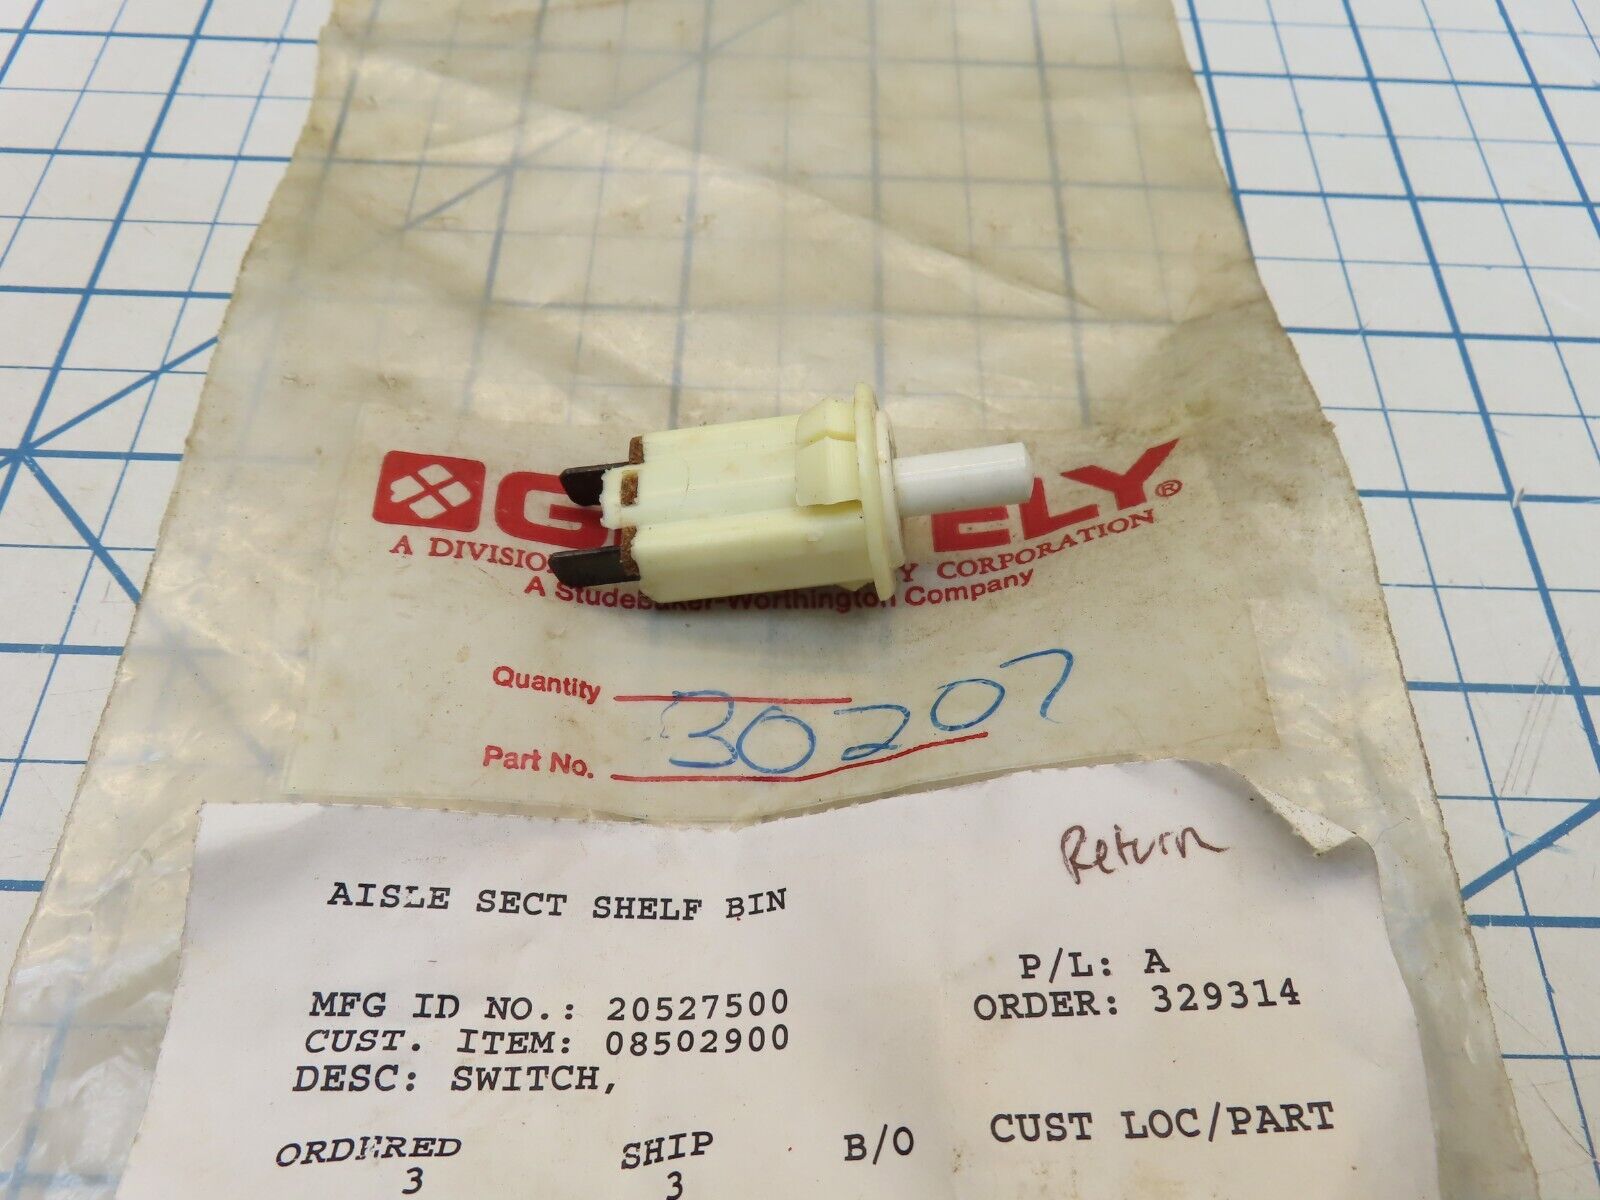 ®
A DIVISIO Y CORPORATION
A Studebaker-Worthington Company
Quantity
Part No. 30207
Return
AISLE SECT SHELF BIN
P/L: A
MFG ID NO.: 20527500 ORDER: 329314
CUST. ITEM: 08502900
DESC: SWITCH,
ORDERED SHIP B/O CUST LOC/PART
3 3